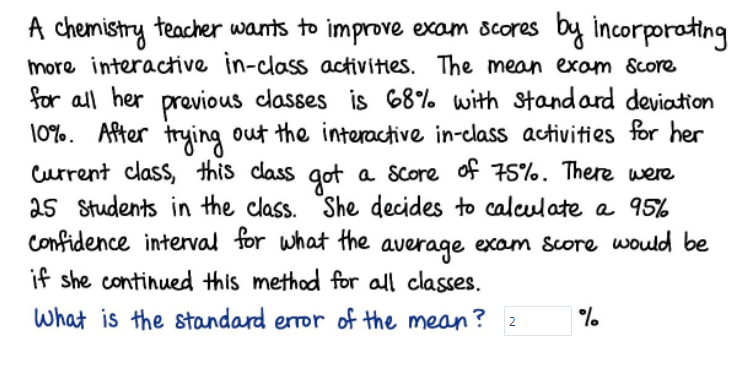 A chemistry teacher wants to improve exam scores by incorporating
more interactive in-class activities. The mean exam score
for all her previous classes is 68% with standard deviation
10%. After trying out the interactive in-class activities for her
current class, this class got a score of 75%. There were
25 students in the class. She decides to calculate a 95%
confidence interval for what the average exam score would be
if she continued this method for all classes.
What is the standard error of the mean? 2 %